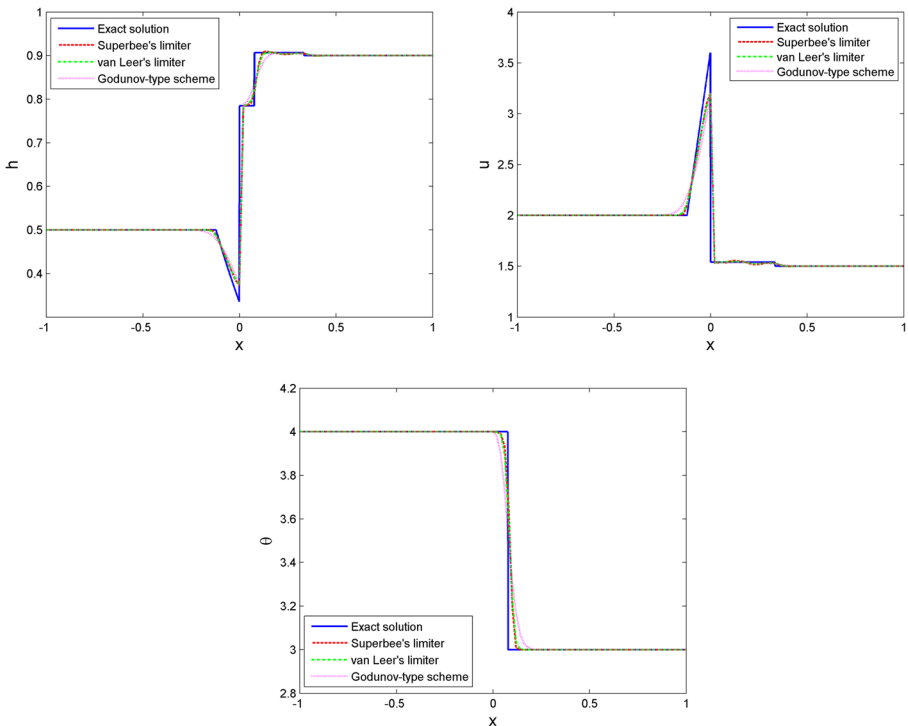 1
0.9
0.8
0.7
0.6
0.5
0.4
h
-1
-0.5
0
0.5
1
x
Exact solution
Superbee's limiter
van Leer's limiter
Godunov-type scheme
4
3.5
3
2.5
2
1.5
1
u
-1
-0.5
0
0.5
1
x
Exact solution
Superbee's limiter
van Leer's limiter
Godunov-type scheme
4.2
4
3.8
3.6
3.4
3.2
3
2.8
θ
-1
-0.5
0
0.5
1
x
Exact solution
Superbee's limiter
van Leer's limiter
Godunov-type scheme